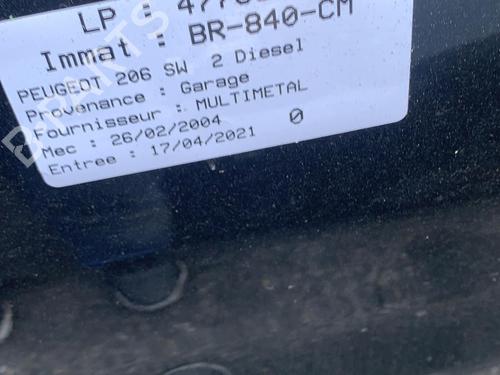 LP :
Immat : BR-840-CM
PEUGEOT 206 SW 2 Diesel
Provenance : Garage
Fournisseur : MULTIMETAL
Mec : 26/02/2004 0
Entree : 17/04/2021